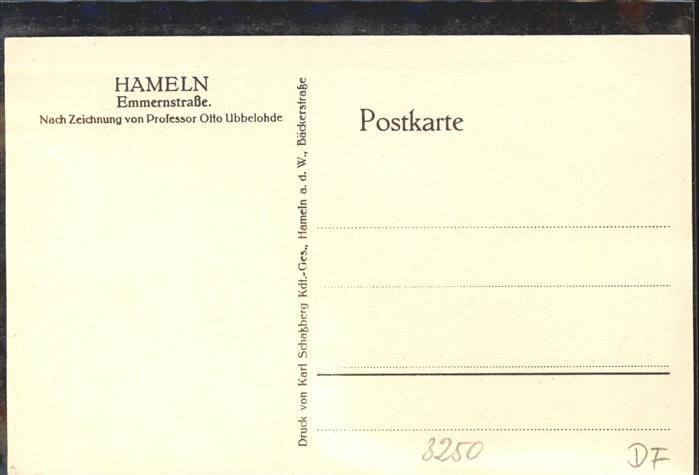 HAMELN
Emmernstraße.
Nach Zeichnung von Professor Otto Ubbelohde
Druck von Karl Schaßberg Kdt.-Ges., Hameln a. d. W., Bäckerstraße
Postkarte
3250
DF